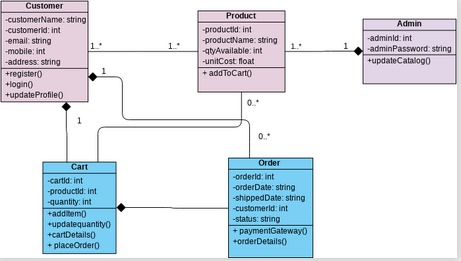 Customer
-customerName: string
-customerId: int
-email: string
-mobile: int
-address: string
+register()
+login()
+updateProfile()
1..*
1..*
Product
-productId: int
-productName: string
-qtyAvailable: int
-unitCost: float
+ addToCart()
1..*
1
Admin
-adminId: int
-adminPassword: string
+updateCatalog()
1
1
0..*
0..*
Cart
-cartId: int
-productId: int
-quantity: int
+addItem()
+updatequantity()
+cartDetails()
+ placeOrder()
Order
-orderId: int
-orderDate: string
-shippedDate: string
-customerId: int
-status: string
+ paymentGateway()
+orderDetails()